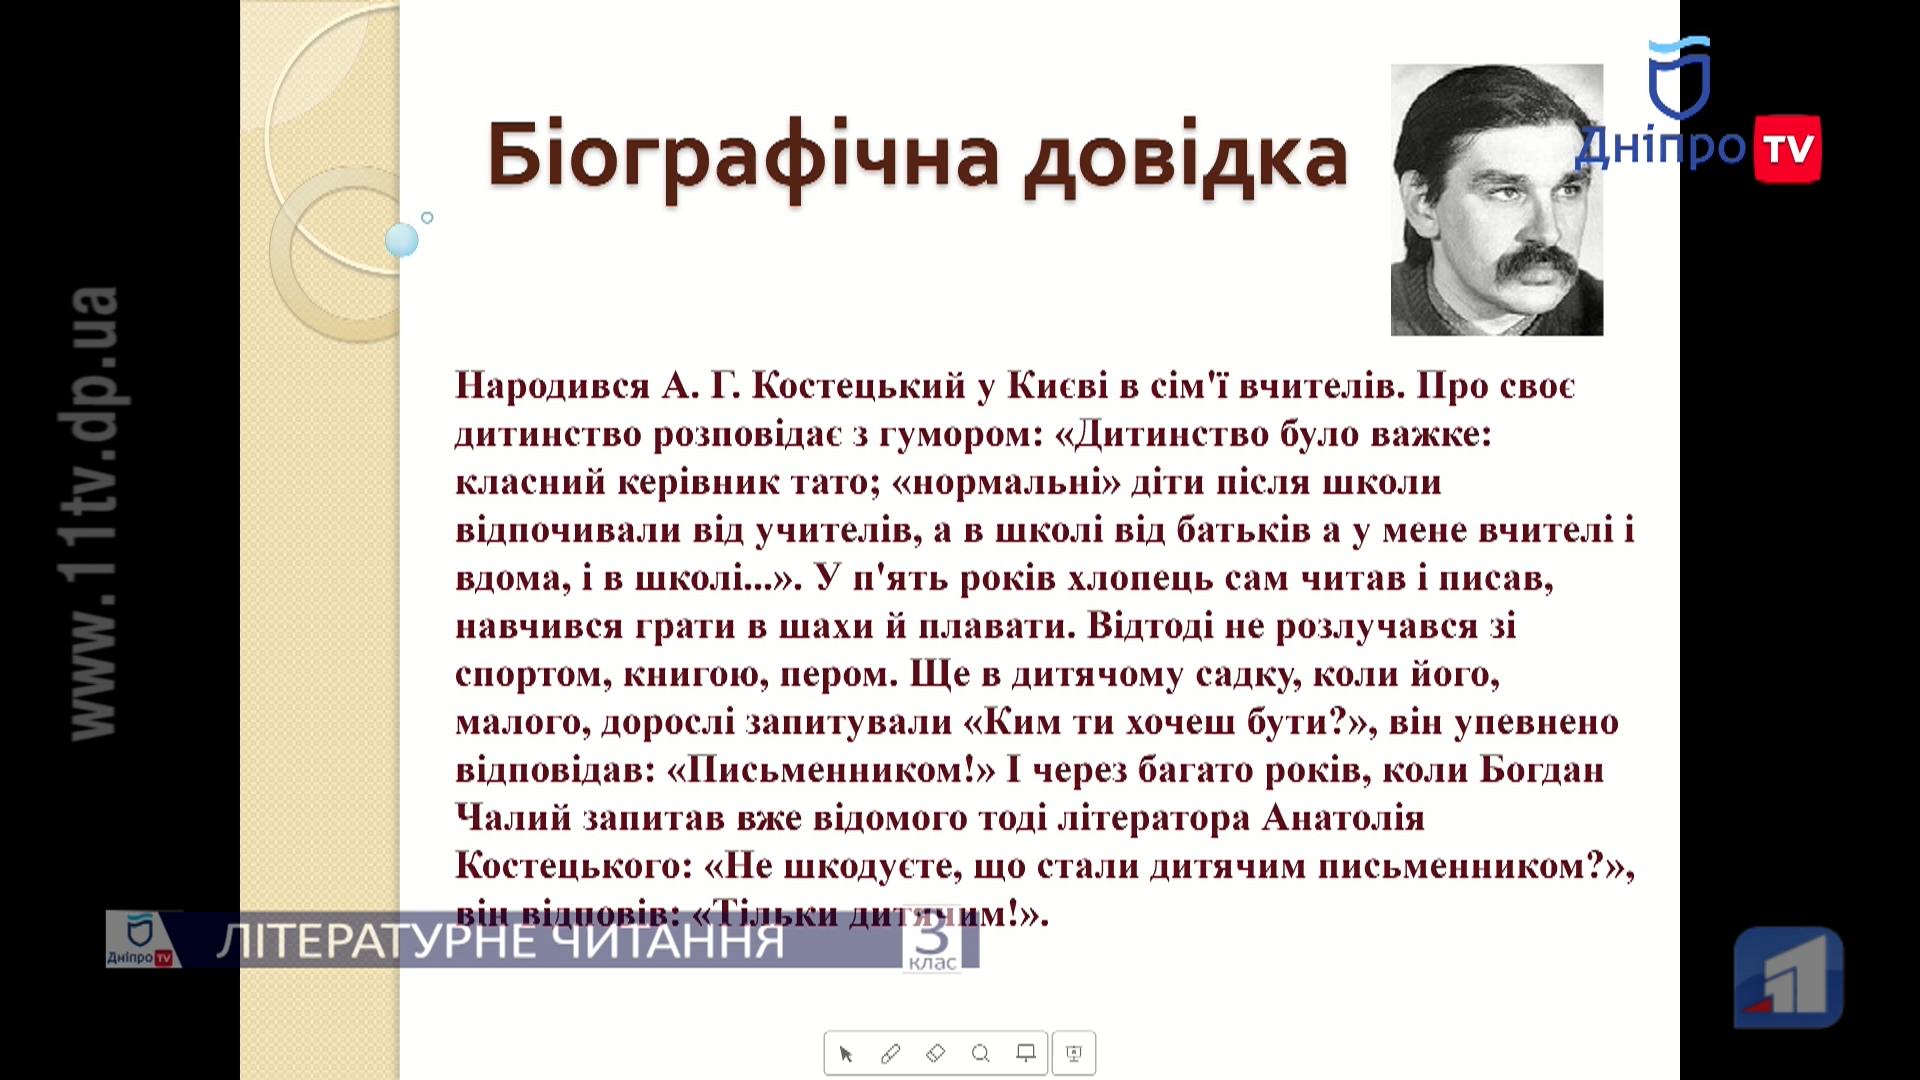 Біографічна довідка
Дніпро TV
www.11tv.dp.ua
Народився А. Г. Костецький у Києві в сім'ї вчителів. Про своє
дитинство розповідає з гумором: «Дитинство було важке:
класний керівник тато; «нормальні» діти після школи
відпочивали від учителів, а в школі від батьків а у мене вчителі і
вдома, і в школі...». У п'ять років хлопець сам читав і писав,
навчився грати в шахи й плавати. Відтоді не розлучався зі
спортом, книгою, пером. Ще в дитячому садку, коли його,
малого, дорослі запитували «Ким ти хочеш бути?», він упевнено
відповідав: «Письменником!» І через багато років, коли Богдан
Чалий запитав вже відомого тоді літератора Анатолія
Костецького: «Не шкодуєте, що стали дитячим письменником?»,
він відповів: «Тільки дитячим!».
Дніпро TV
ЛІТЕРАТУРНЕ ЧИТАННЯ
3
клас
11